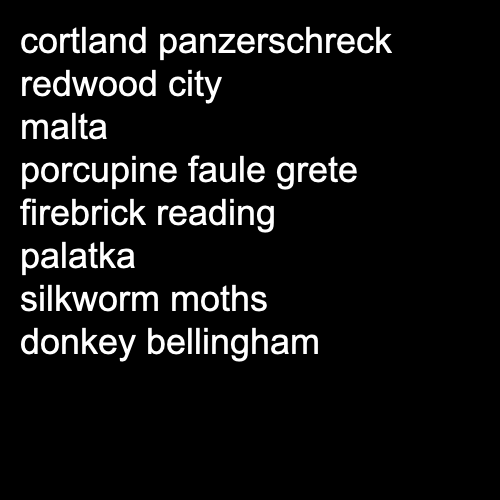 cortland panzerschreck
redwood city
malta
porcupine faule grete
firebrick reading
palatka
silkworm moths
donkey bellingham